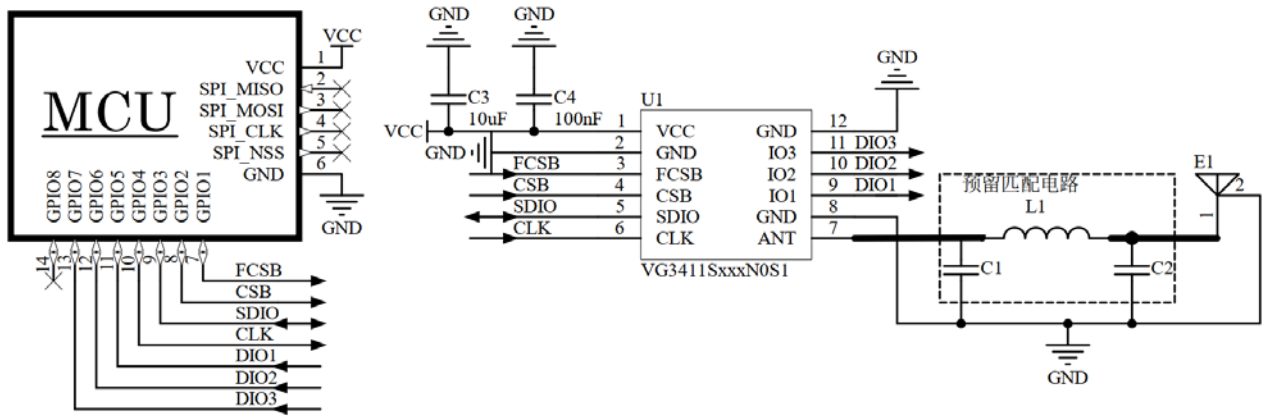 VCC
1
VCC
SPI_MISO 2
SPI_MOSI 3
SPI_CLK 4
SPI_NSS 5
GND 6
MCU
GND
GPIO8
GPIO7
GPIO6
GPIO5
GPIO4
GPIO3
GPIO2
GPIO1
14
13
12
11
10
9
8
7
FCSB
CSB
SDIO
CLK
DIO1
DIO2
DIO3
GND
GND
C3
10uF
C4
100nF
VCC
GND
FCSB
CSB
SDIO
CLK
1
2
3
4
5
6
U1
VCC
GND
FCSB
CSB
SDIO
CLK
GND
IO3
IO2
IO1
GND
ANT
VG3411SxxxN0S1
12
11 DIO3
10 DIO2
9 DIO1
8
7
GND
预留匹配电路
L1
C1
C2
E1
2
1
GND